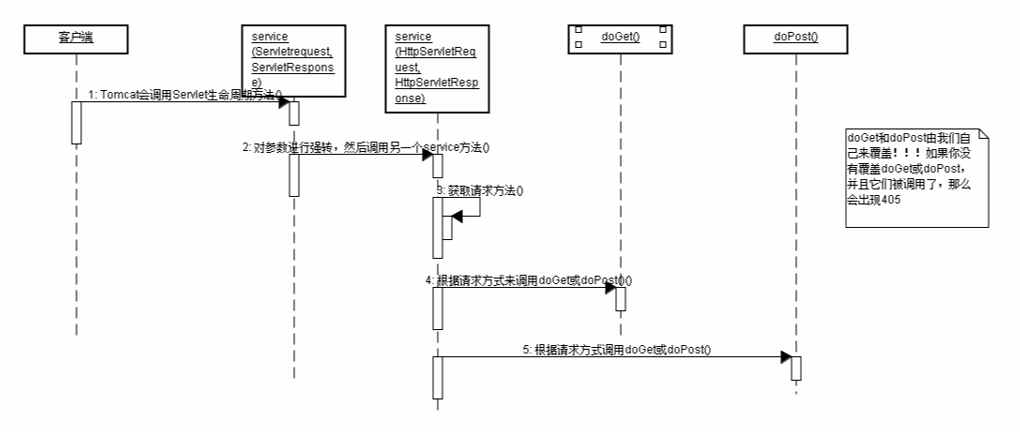 客户端
service
(Servletrequest,
ServletRespons
e)
service
(HttpServletReq
uest,
HttpServletResp
onse)
doGet()
doPost()
1: Tomcat会调用Servlet生命周期方法()
2: 对参数进行强转，然后调用另一个service方法()
3: 获取请求方法()
4: 根据请求方式来调用doGet或doPost()()
5: 根据请求方式调用doGet或doPost()
doGet和doPost由我们自
己来覆盖！！！如果你没
有覆盖doGet或doPost，
并且它们被调用了，那么
会出现405